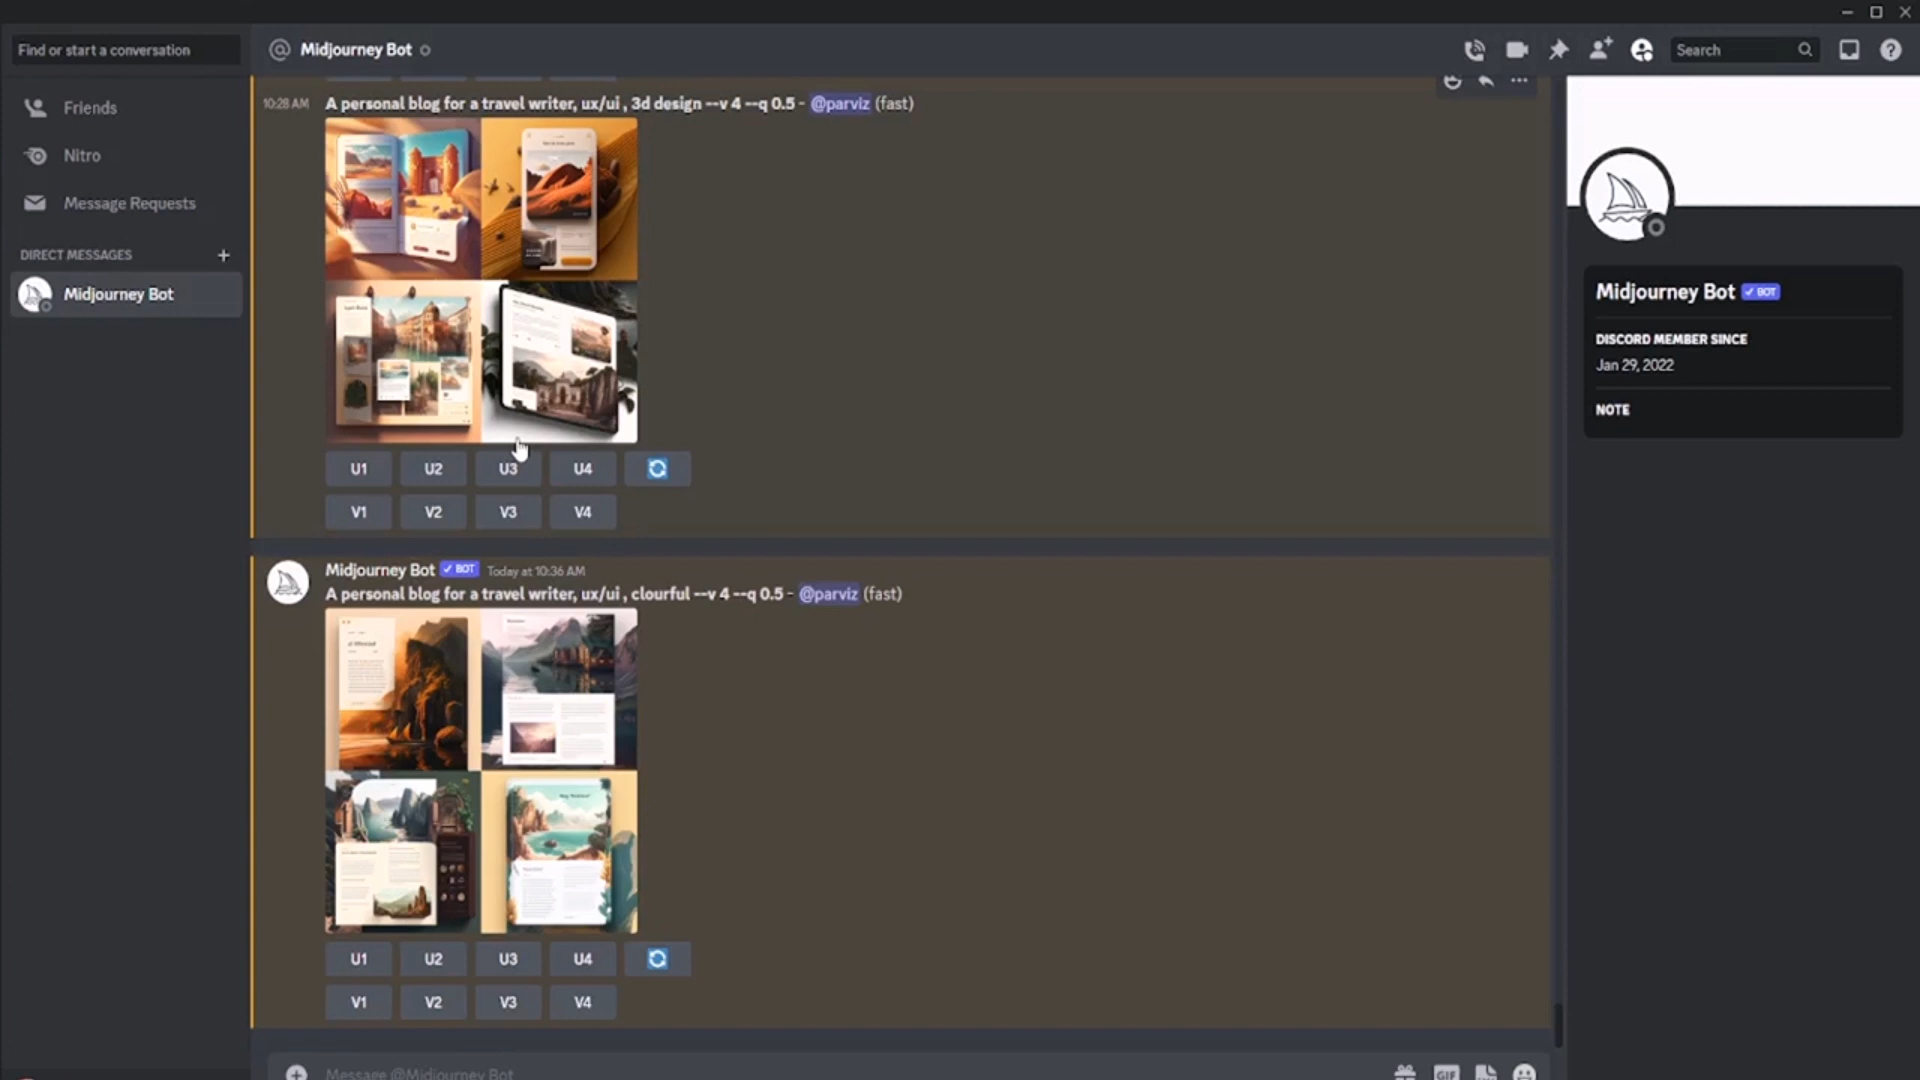 Find or start a conversation
Midjourney Bot
Search
Friends
Nitro
Message Requests
DIRECT MESSAGES
Midjourney Bot
10:28 AM A personal blog for a travel writer, ux/ui , 3d design --v 4 --q 0.5 - @parviz (fast)
U1 U2 U3 U4
V1 V2 V3 V4
Midjourney Bot BOT Today at 10:36 AM
A personal blog for a travel writer, ux/ui , clourful --v 4 --q 0.5 - @parviz (fast)
U1 U2 U3 U4
V1 V2 V3 V4
Message @Midjourney Bot
GIF
Midjourney Bot BOT
DISCORD MEMBER SINCE
Jan 29, 2022
NOTE